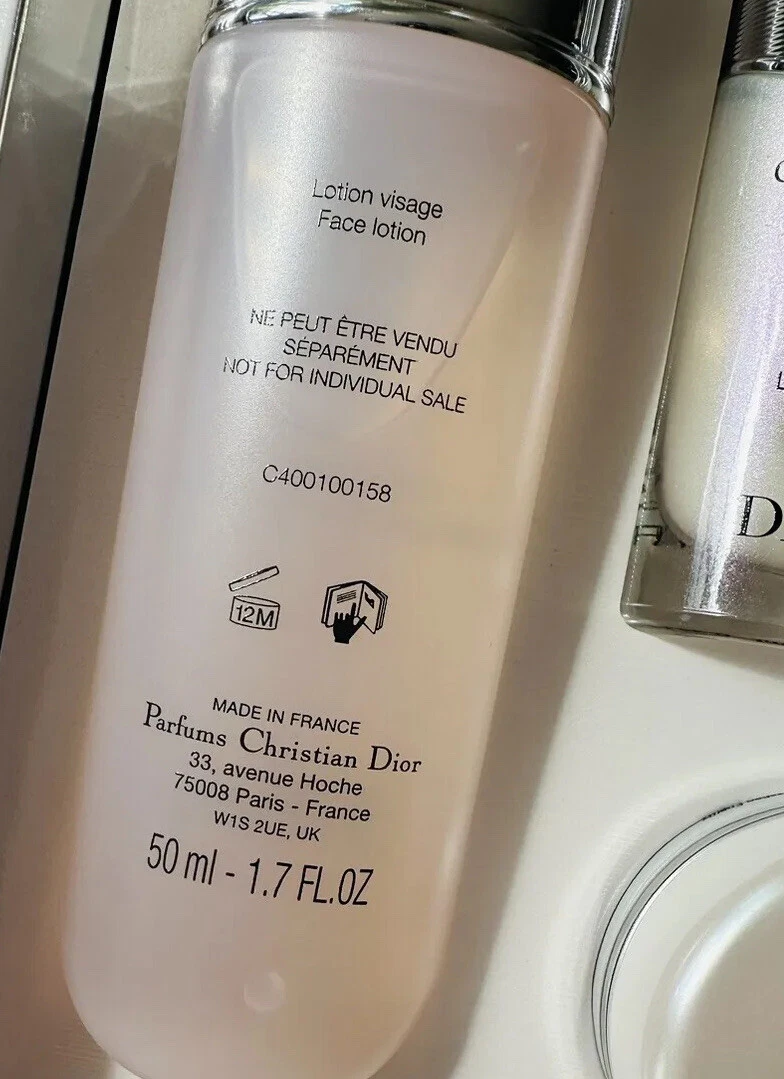 Lotion visage
Face lotion
NE PEUT ÊTRE VENDU
SÉPARÉMENT
NOT FOR INDIVIDUAL SALE
C400100158
12M
MADE IN FRANCE
Parfums Christian Dior
33, avenue Hoche
75008 Paris - France
W1S 2UE, UK
50 ml - 1.7 FL.OZ